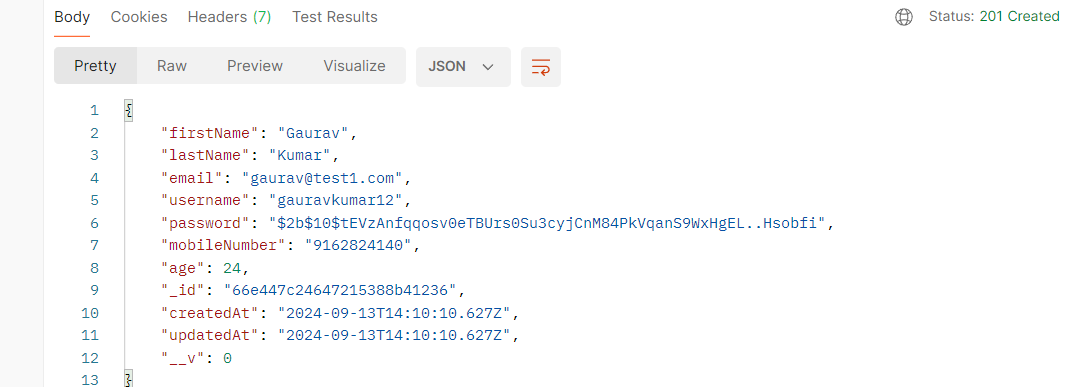 Body Cookies Headers (7) Test Results Status: 201 Created
Pretty Raw Preview Visualize JSON
1 {
2 "firstName": "Gaurav",
3 "lastName": "Kumar",
4 "email": "gaurav@test1.com",
5 "username": "gauravkumar12",
6 "password": "$2b$10$tEVzAnfqqosv0eTBUrs0Su3cyjCnM84PkVqanS9WxHgEL..Hsobfi",
7 "mobileNumber": "9162824140",
8 "age": 24,
9 "_id": "66e447c24647215388b41236",
10 "createdAt": "2024-09-13T14:10:10.627Z",
11 "updatedAt": "2024-09-13T14:10:10.627Z",
12 "__v": 0
13 }